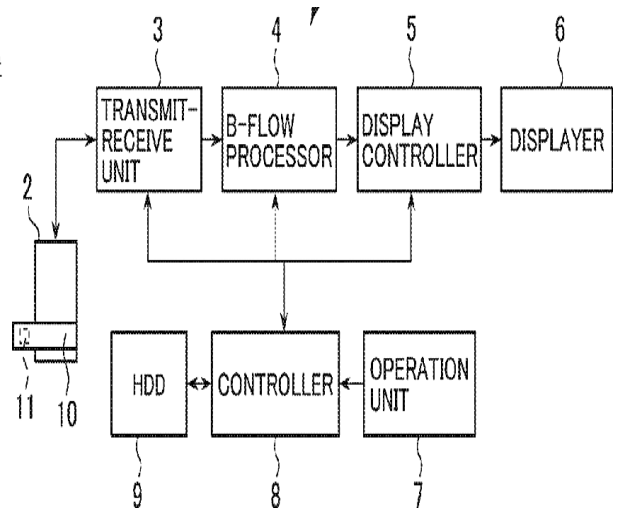 3
4
5
6
TRANSMIT-
RECEIVE
UNIT
B-FLOW
PROCESSOR
DISPLAY
CONTROLLER
DISPLAYER
2
11
10
HDD
CONTROLLER
OPERATION
UNIT
9
8
7